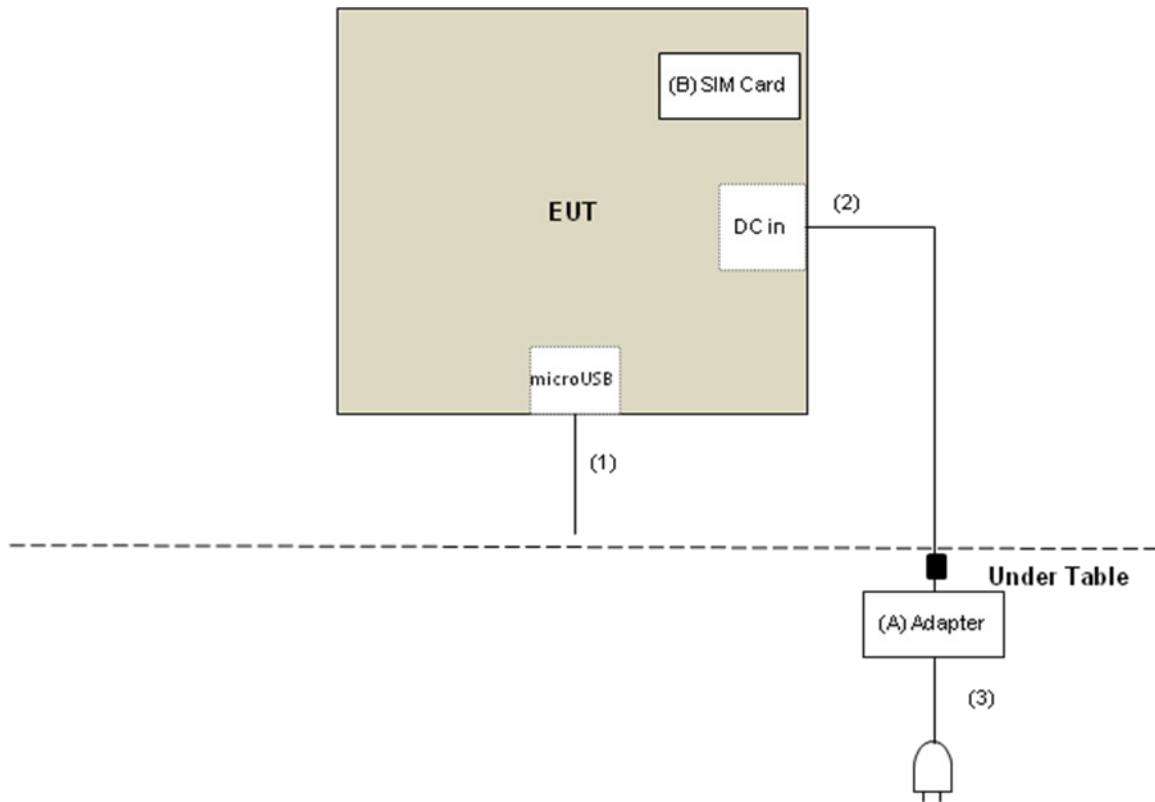 (B) SIM Card
EUT
(2)
DC in
microUSB
(1)
Under Table
(A) Adapter
(3)